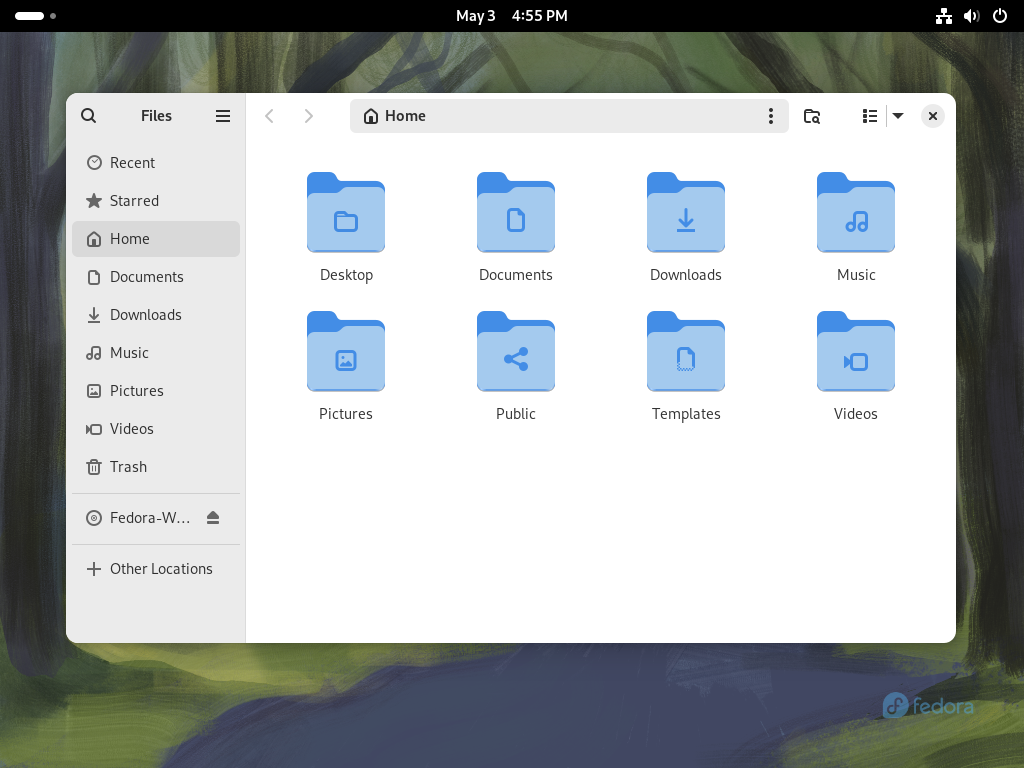 May 3 4:55 PM
Files
Home
Recent
Starred
Home
Documents
Downloads
Music
Pictures
Videos
Trash
Fedora-W...
Other Locations
Desktop
Documents
Downloads
Music
Pictures
Public
Templates
Videos
fedora